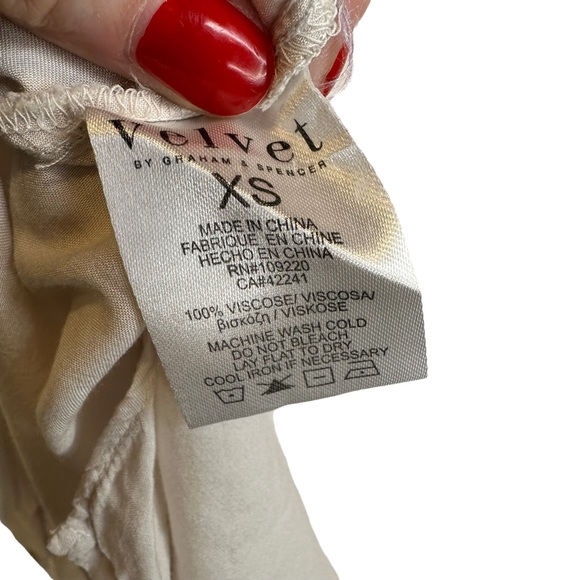 Velvet
BY GRAHAM & SPENCER
XS
MADE IN CHINA
FABRIQUE EN CHINE
HECHO EN CHINA
RN#109220
CA#42241
100% VISCOSE/ VISCOSA/
βισκόζη / VISKOSE
MACHINE WASH COLD
DO NOT BLEACH
LAY FLAT TO DRY
COOL IRON IF NECESSARY